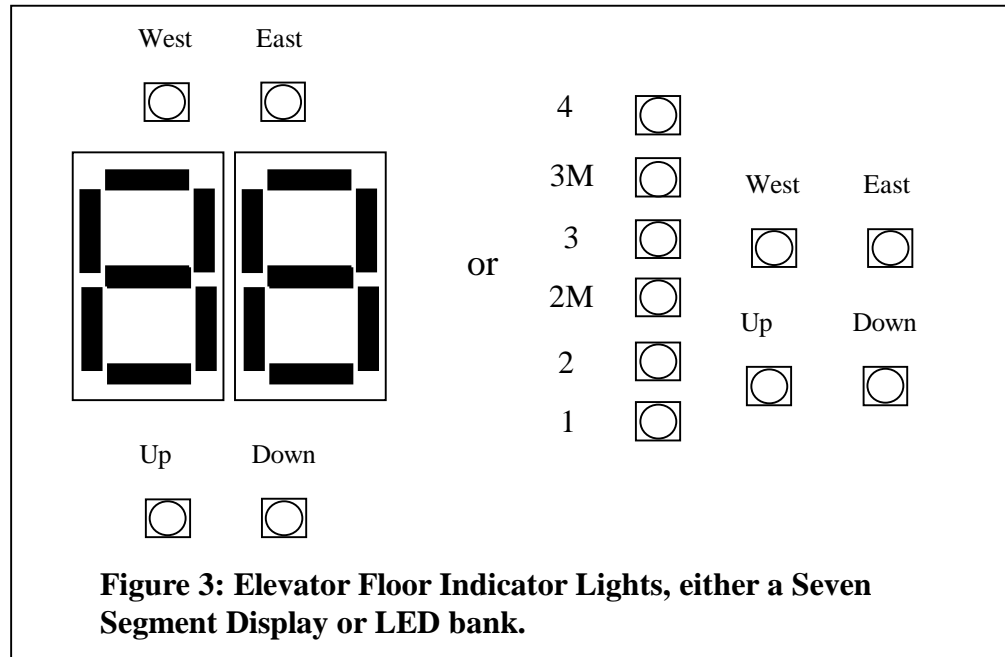 West East
Up Down
or
4
3M
3
2M
2
1
West East
Up Down
Figure 3: Elevator Floor Indicator Lights, either a Seven
Segment Display or LED bank.